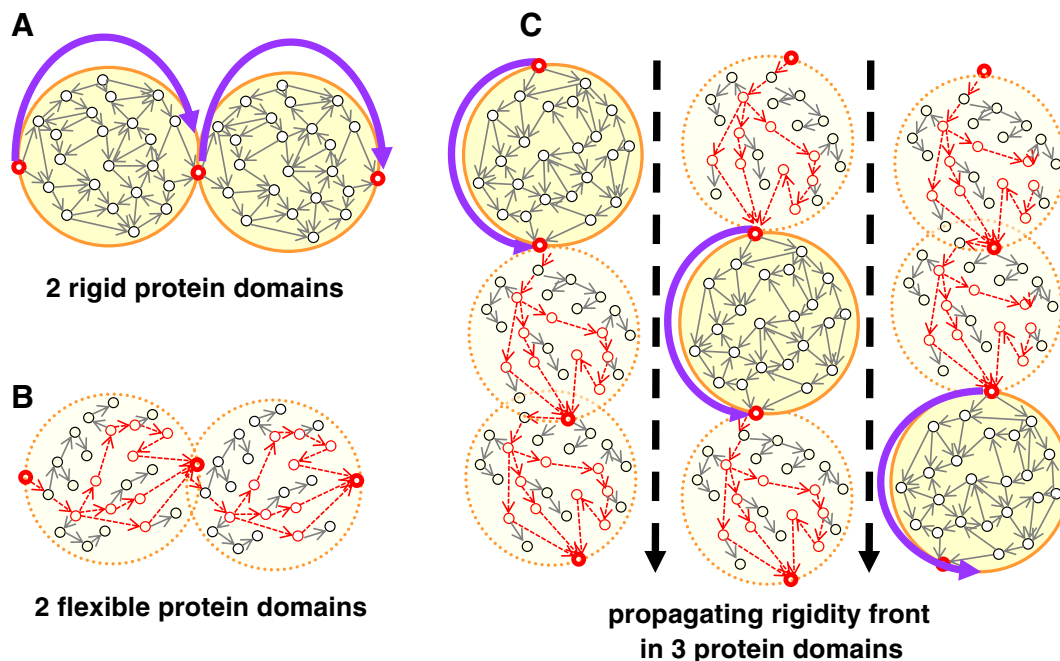 A
2 rigid protein domains
B
2 flexible protein domains
C
propagating rigidity front
in 3 protein domains